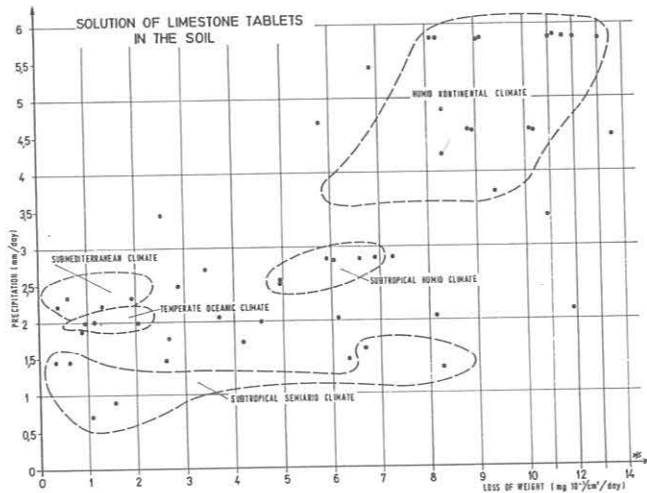 SOLUTION OF LIMESTONE TABLETS
IN THE SOIL
6
5,5
5
4,5
4
3,5
3
2,5
2
1,5
1
0,5
0
PRECIPITATION (mm/day)
HUMID KONTINENTAL CLIMATE
SUBMEDITERRANEAN CLIMATE
SUBTROPICAL HUMID CLIMATE
TEMPERATE OCEANIC CLIMATE
SUBTROPICAL SEMIARID CLIMATE
0 1 2 3 4 5 6 7 8 9 10 11 12 13 14
LOSS OF WEIGHT (mg 10⁻¹/cm²/day)